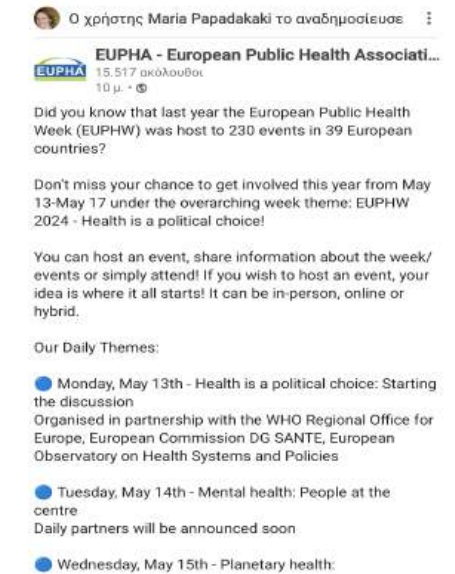 Ο χρήστης Maria Papadakaki το αναδημοσίευσε
EUPHA
EUPHA - European Public Health Associati...
15.517 ακόλουθοι
10 μ. •
Did you know that last year the European Public Health
Week (EUPHW) was host to 230 events in 39 European
countries?
Don't miss your chance to get involved this year from May
13-May 17 under the overarching week theme: EUPHW
2024 - Health is a political choice!
You can host an event, share information about the week/
events or simply attend! If you wish to host an event, your
idea is where it all starts! It can be in-person, online or
hybrid.
Our Daily Themes:
🔵 Monday, May 13th - Health is a political choice: Starting
the discussion
Organised in partnership with the WHO Regional Office for
Europe, European Commission DG SANTE, European
Observatory on Health Systems and Policies
🔵 Tuesday, May 14th - Mental health: People at the
centre
Daily partners will be announced soon
🔵 Wednesday, May 15th - Planetary health: